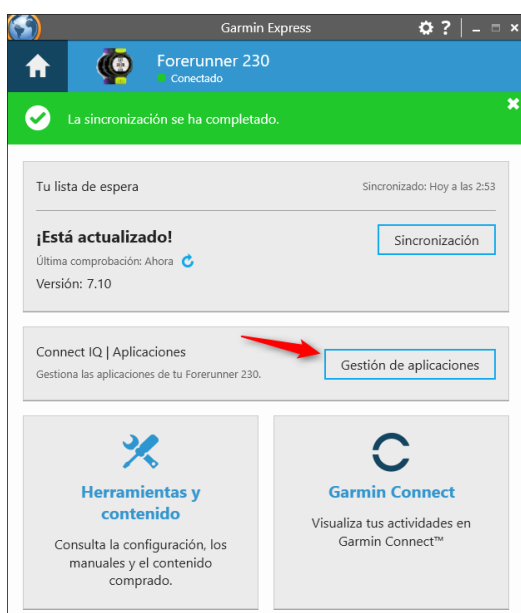 Garmin Express
?
Forerunner 230
Conectado
La sincronización se ha completado.
Tu lista de espera
Sincronizado: Hoy a las 2:53
¡Está actualizado!
Sincronización
Última comprobación: Ahora
Versión: 7.10
Connect IQ | Aplicaciones
Gestiona las aplicaciones de tu Forerunner 230.
Gestión de aplicaciones
Herramientas y
contenido
Consulta la configuración, los
manuales y el contenido
comprado.
Garmin Connect
Visualiza tus actividades en
Garmin Connect™